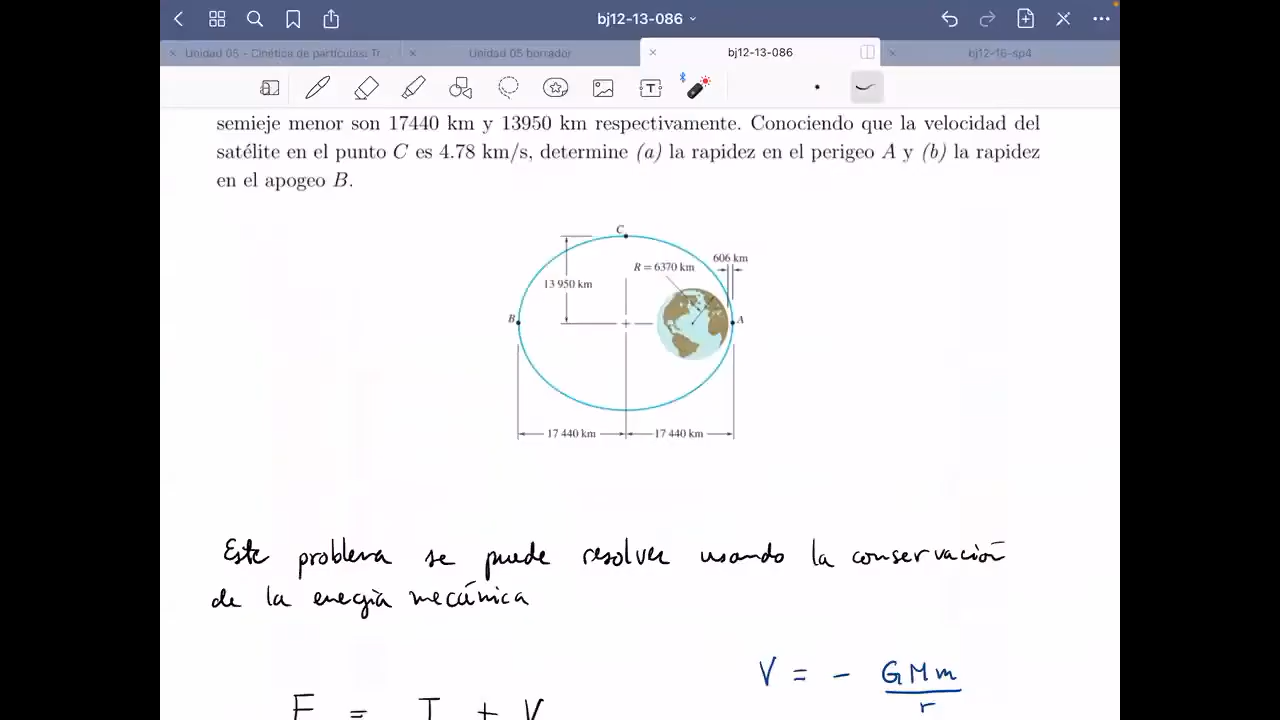 bj12-13-086
Unidad 05 - Cinética de partículas: Tr...
Unidad 05 borrador
bj12-13-086
bj12-16-sp4
T
semieje menor son 17440 km y 13950 km respectivamente. Conociendo que la velocidad del
satélite en el punto C es 4.78 km/s, determine (a) la rapidez en el perigeo A y (b) la rapidez
en el apogeo B.
C
606 km
R = 6370 km
13 950 km
B
A
17 440 km
17 440 km
Este problema se puede resolver usando la conservación
de la energía mecánica
V = - GMm
r
E = T + V